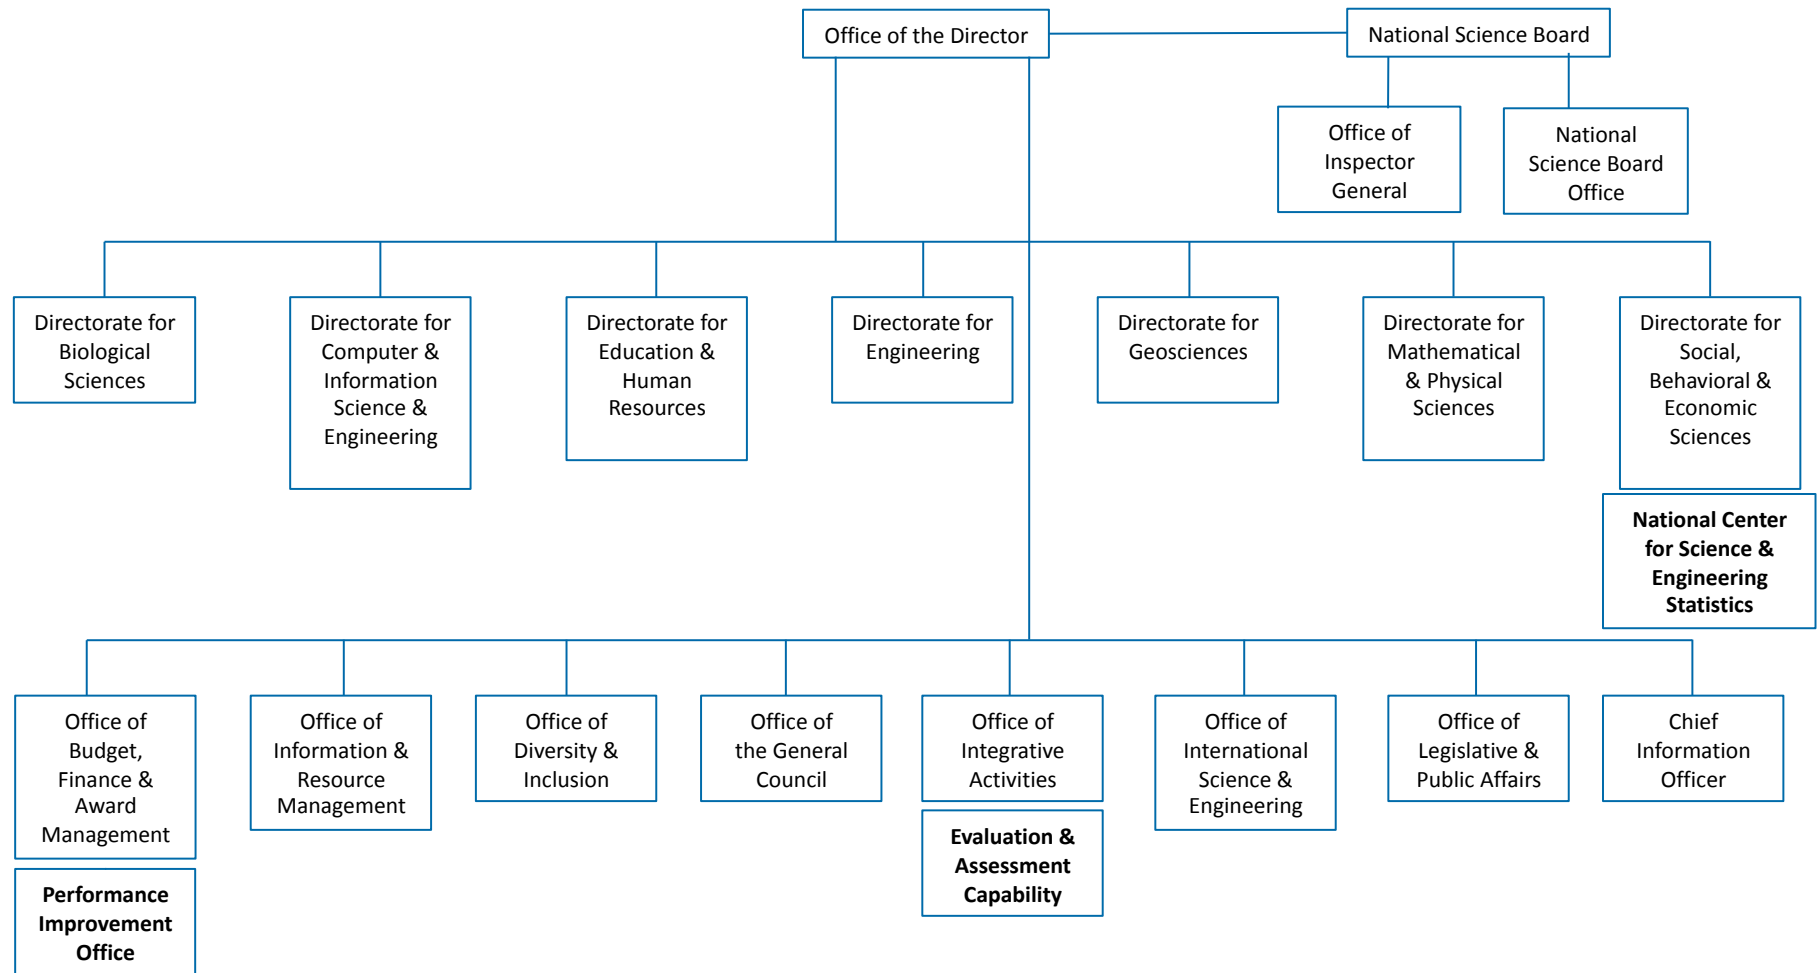 Office of the Director
National Science Board
Office of
Inspector
General
National
Science Board
Office
Directorate for
Biological
Sciences
Directorate for
Computer &
Information
Science &
Engineering
Directorate for
Education &
Human
Resources
Directorate for
Engineering
Directorate for
Geosciences
Directorate for
Mathematical
& Physical
Sciences
Directorate for
Social,
Behavioral &
Economic
Sciences
National Center
for Science &
Engineering
Statistics
Office of
Budget,
Finance &
Award
Management
Performance
Improvement
Office
Office of
Information &
Resource
Management
Office of
Diversity &
Inclusion
Office of
the General
Council
Office of
Integrative
Activities
Evaluation &
Assessment
Capability
Office of
International
Science &
Engineering
Office of
Legislative &
Public Affairs
Chief
Information
Officer